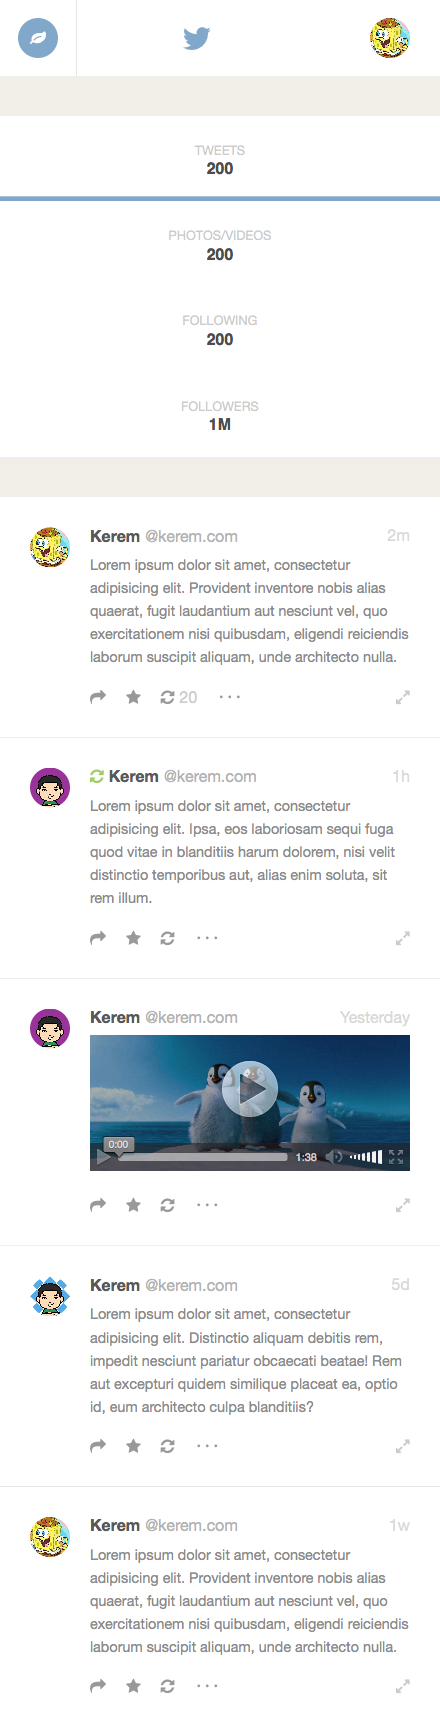 TWEETS
200
PHOTOS/VIDEOS
200
FOLLOWING
200
FOLLOWERS
1M
Kerem @kerem.com 2m
Lorem ipsum dolor sit amet, consectetur
adipisicing elit. Provident inventore nobis alias
quaerat, fugit laudantium aut nesciunt vel, quo
exercitationem nisi quibusdam, eligendi reiciendis
laborum suscipit aliquam, unde architecto nulla.
20
Kerem @kerem.com 1h
Lorem ipsum dolor sit amet, consectetur
adipisicing elit. Ipsa, eos laboriosam sequi fuga
quod vitae in blanditiis harum dolorem, nisi velit
distinctio temporibus aut, alias enim soluta, sit
rem illum.
Kerem @kerem.com Yesterday
0:00
1:38
Kerem @kerem.com 5d
Lorem ipsum dolor sit amet, consectetur
adipisicing elit. Distinctio aliquam debitis rem,
impedit nesciunt pariatur obcaecati beatae! Rem
aut excepturi quidem similique placeat ea, optio
id, eum architecto culpa blanditiis?
Kerem @kerem.com 1w
Lorem ipsum dolor sit amet, consectetur
adipisicing elit. Provident inventore nobis alias
quaerat, fugit laudantium aut nesciunt vel, quo
exercitationem nisi quibusdam, eligendi reiciendis
laborum suscipit aliquam, unde architecto nulla.